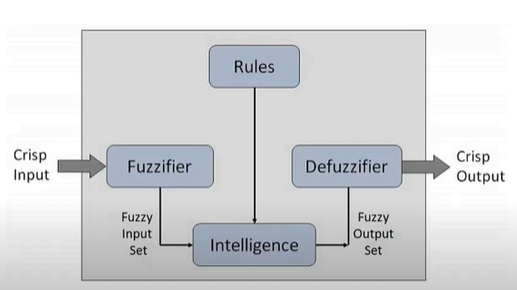 Rules
Crisp
Input
Fuzzifier
Defuzzifier
Crisp
Output
Fuzzy
Input
Set
Intelligence
Fuzzy
Output
Set